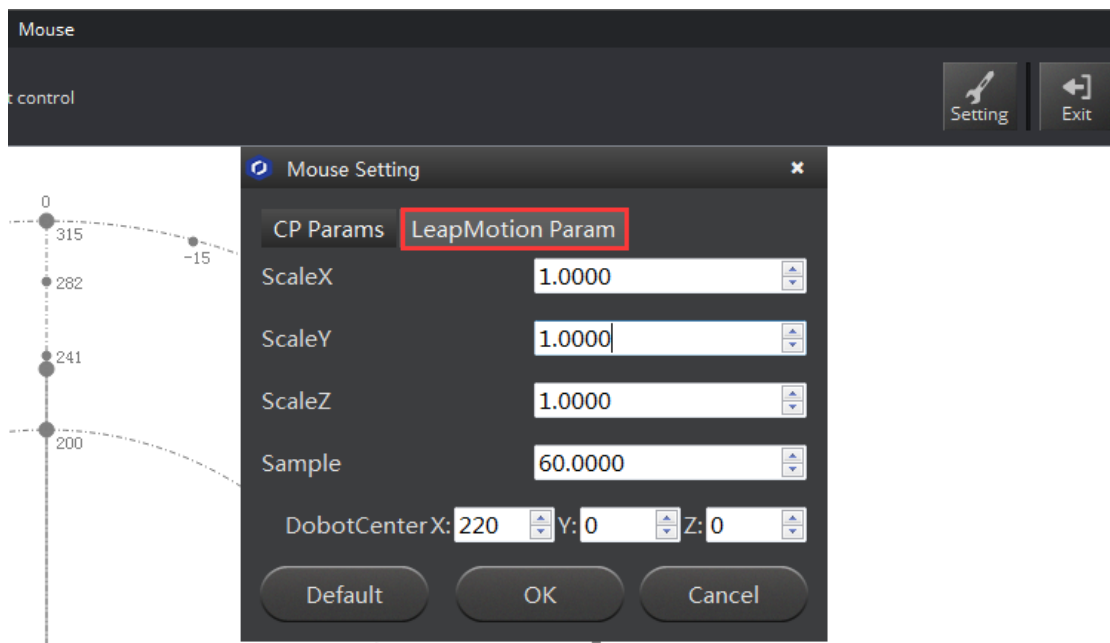 Mouse
t control
Setting
Exit
Mouse Setting
0
315
-15
282
241
200
CP Params LeapMotion Param
ScaleX 1.0000
ScaleY 1.0000
ScaleZ 1.0000
Sample 60.0000
DobotCenter X: 220 Y: 0 Z: 0
Default OK Cancel